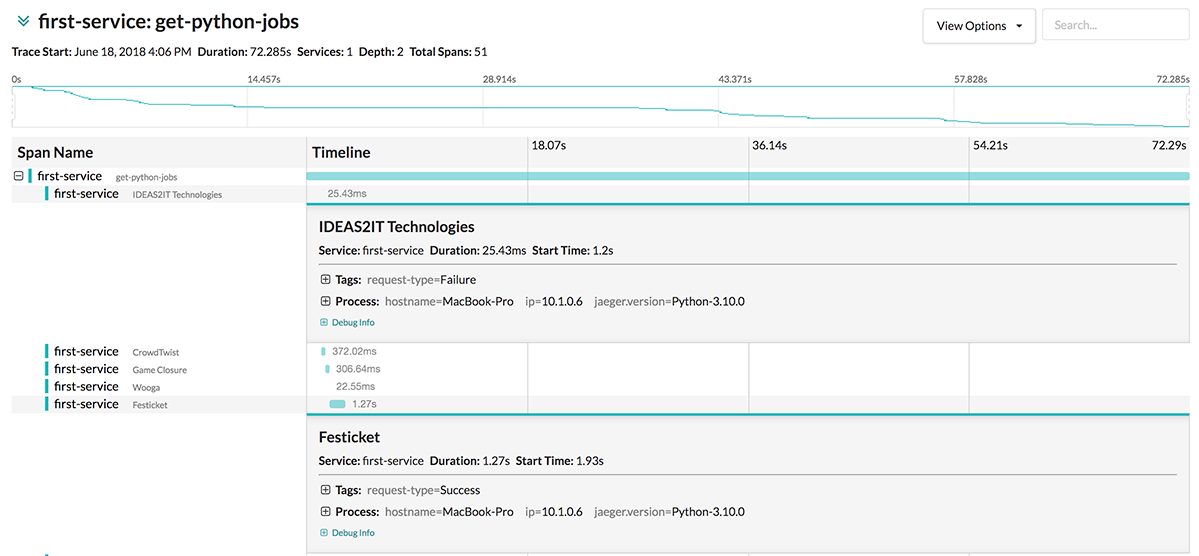 first-service: get-python-jobs
View Options
Search...
Trace Start: June 18, 2018 4:06 PM Duration: 72.285s Services: 1 Depth: 2 Total Spans: 51
0s 14.457s 28.914s 43.371s 57.828s 72.285s
Span Name Timeline 18.07s 36.14s 54.21s 72.29s
first-service get-python-jobs
first-service IDEAS2IT Technologies 25.43ms
IDEAS2IT Technologies
Service: first-service Duration: 25.43ms Start Time: 1.2s
Tags: request-type=Failure
Process: hostname=MacBook-Pro ip=10.1.0.6 jaeger.version=Python-3.10.0
Debug Info
first-service CrowdTwist 372.02ms
first-service Game Closure 306.64ms
first-service Wooga 22.55ms
first-service Festicket 1.27s
Festicket
Service: first-service Duration: 1.27s Start Time: 1.93s
Tags: request-type=Success
Process: hostname=MacBook-Pro ip=10.1.0.6 jaeger.version=Python-3.10.0
Debug Info